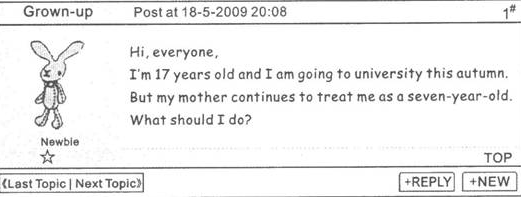 Grown-up Post at 18-5-2009 20:08 1#
Hi, everyone,
I'm 17 years old and I am going to university this autumn.
But my mother continues to treat me as a seven-year-old.
What should I do?
Newbie
TOP
《Last Topic | Next Topic》 +REPLY +NEW